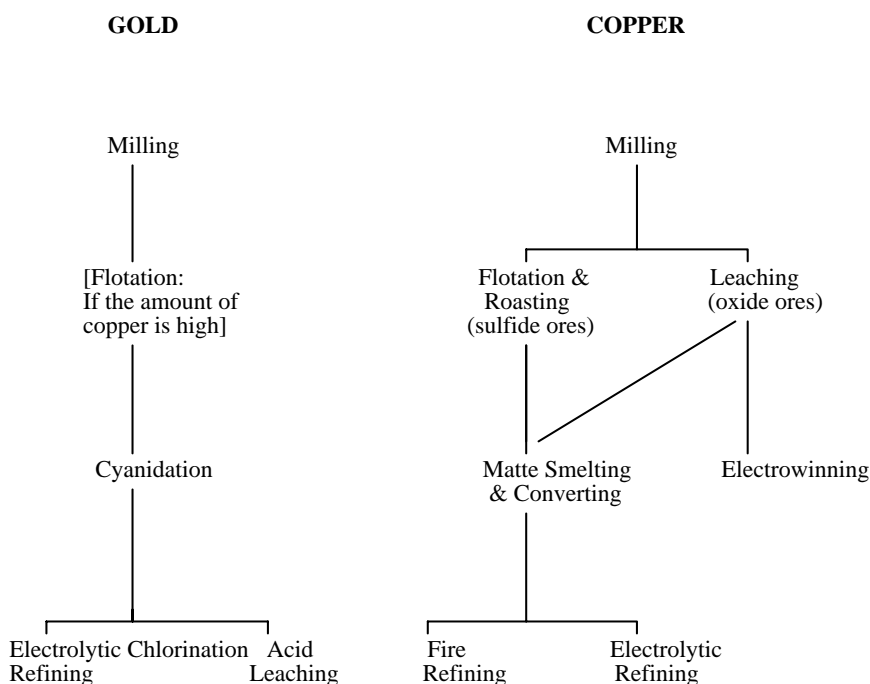 GOLD
Milling
[Flotation:
If the amount of
copper is high]
Cyanidation
Electrolytic Chlorination Acid
Refining Leaching
COPPER
Milling
Flotation &
Roasting
(sulfide ores)
Leaching
(oxide ores)
Matte Smelting
& Converting
Electrowinning
Fire
Refining
Electrolytic
Refining